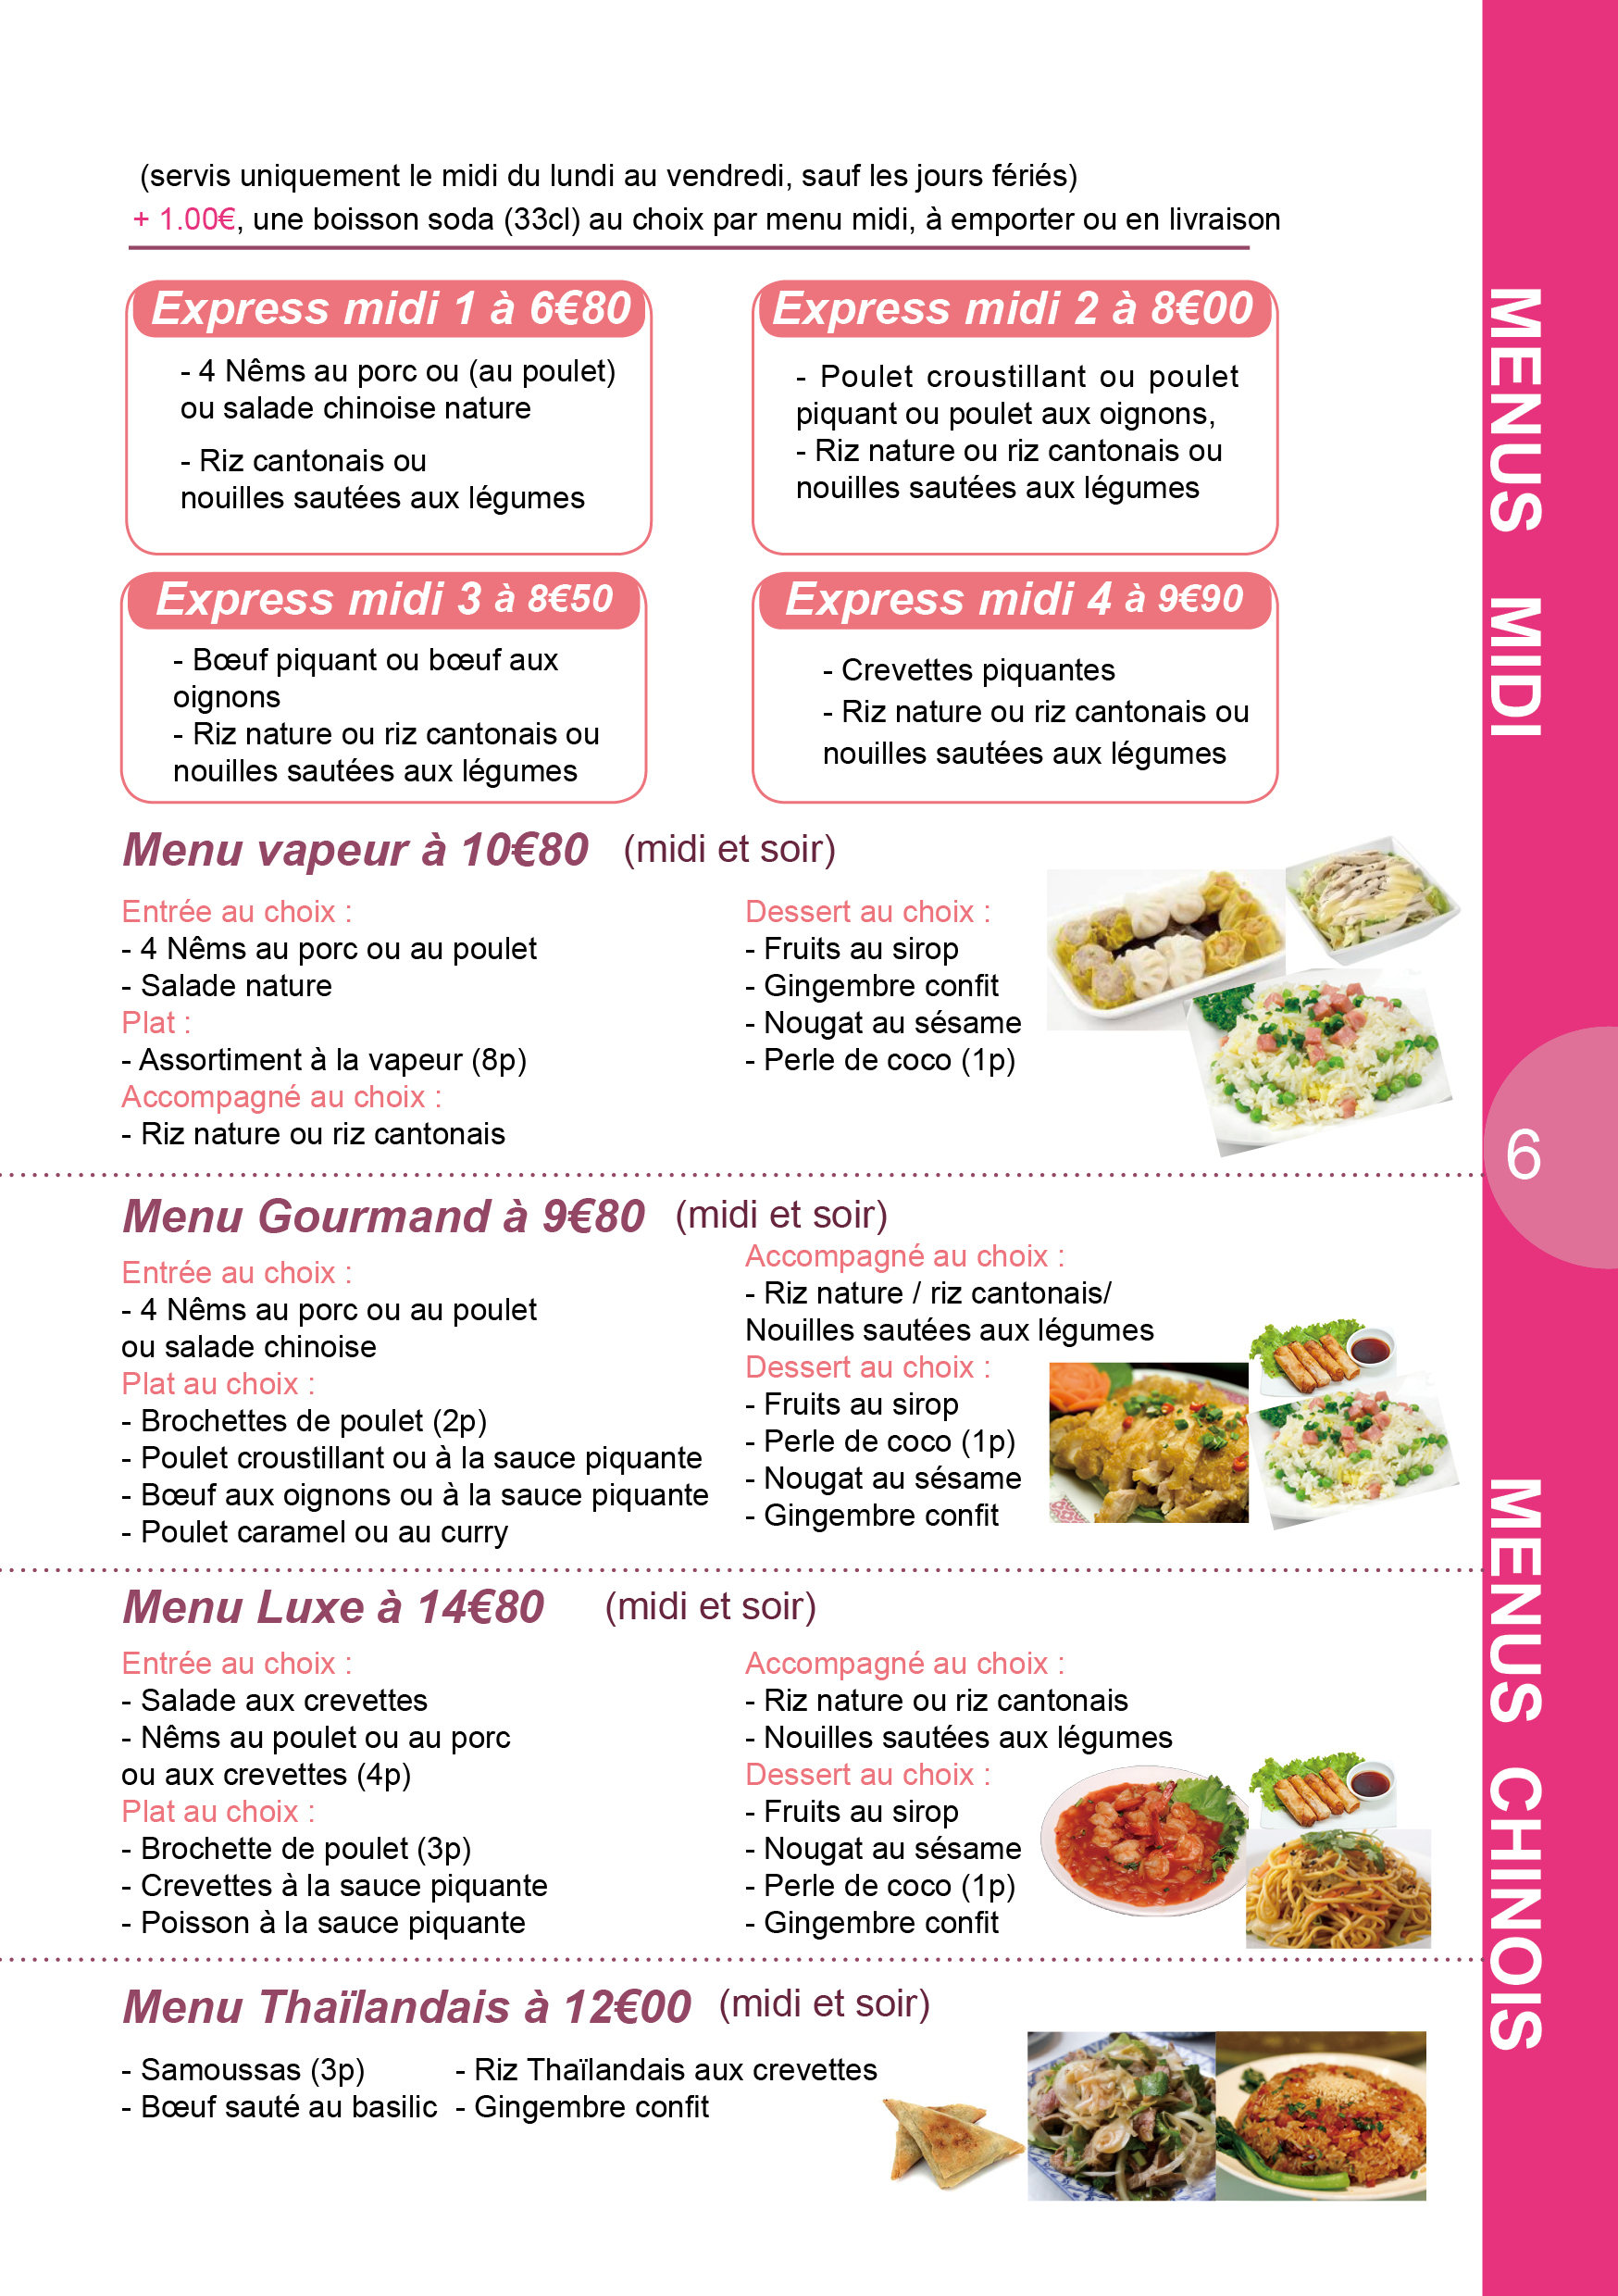 (servis uniquement le midi du lundi au vendredi, sauf les jours fériés)
+ 1.00€, une boisson soda (33cl) au choix par menu midi, à emporter ou en livraison
Express midi 1 à 6€80
- 4 Nêms au porc ou (au poulet)
ou salade chinoise nature
- Riz cantonais ou
nouilles sautées aux légumes
Express midi 2 à 8€00
- Poulet croustillant ou poulet
piquant ou poulet aux oignons,
- Riz nature ou riz cantonais ou
nouilles sautées aux légumes
Express midi 3 à 8€50
- Bœuf piquant ou bœuf aux
oignons
- Riz nature ou riz cantonais ou
nouilles sautées aux légumes
Express midi 4 à 9€90
- Crevettes piquantes
- Riz nature ou riz cantonais ou
nouilles sautées aux légumes
Menu vapeur à 10€80 (midi et soir)
Entrée au choix :
- 4 Nêms au porc ou au poulet
- Salade nature
Plat :
- Assortiment à la vapeur (8p)
Accompagné au choix :
- Riz nature ou riz cantonais
Dessert au choix :
- Fruits au sirop
- Gingembre confit
- Nougat au sésame
- Perle de coco (1p)
Menu Gourmand à 9€80 (midi et soir)
Entrée au choix :
- 4 Nêms au porc ou au poulet
ou salade chinoise
Plat au choix :
- Brochettes de poulet (2p)
- Poulet croustillant ou à la sauce piquante
- Bœuf aux oignons ou à la sauce piquante
- Poulet caramel ou au curry
Accompagné au choix :
- Riz nature / riz cantonais/
Nouilles sautées aux légumes
Dessert au choix :
- Fruits au sirop
- Perle de coco (1p)
- Nougat au sésame
- Gingembre confit
Menu Luxe à 14€80 (midi et soir)
Entrée au choix :
- Salade aux crevettes
- Nêms au poulet ou au porc
ou aux crevettes (4p)
Plat au choix :
- Brochette de poulet (3p)
- Crevettes à la sauce piquante
- Poisson à la sauce piquante
Accompagné au choix :
- Riz nature ou riz cantonais
- Nouilles sautées aux légumes
Dessert au choix :
- Fruits au sirop
- Nougat au sésame
- Perle de coco (1p)
- Gingembre confit
Menu Thaïlandais à 12€00 (midi et soir)
- Samoussas (3p)
- Bœuf sauté au basilic
- Riz Thaïlandais aux crevettes
- Gingembre confit
MENUS MIDI
6
MENUS CHINOIS